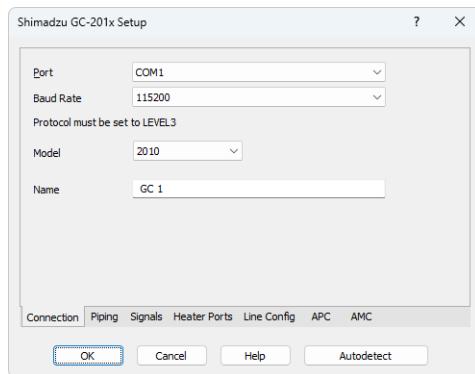 Shimadzu GC-201x Setup
Port COM1
Baud Rate 115200
Protocol must be set to LEVEL3
Model 2010
Name GC 1
Connection Piping Signals Heater Ports Line Config APC AMC
OK Cancel Help Autodetect